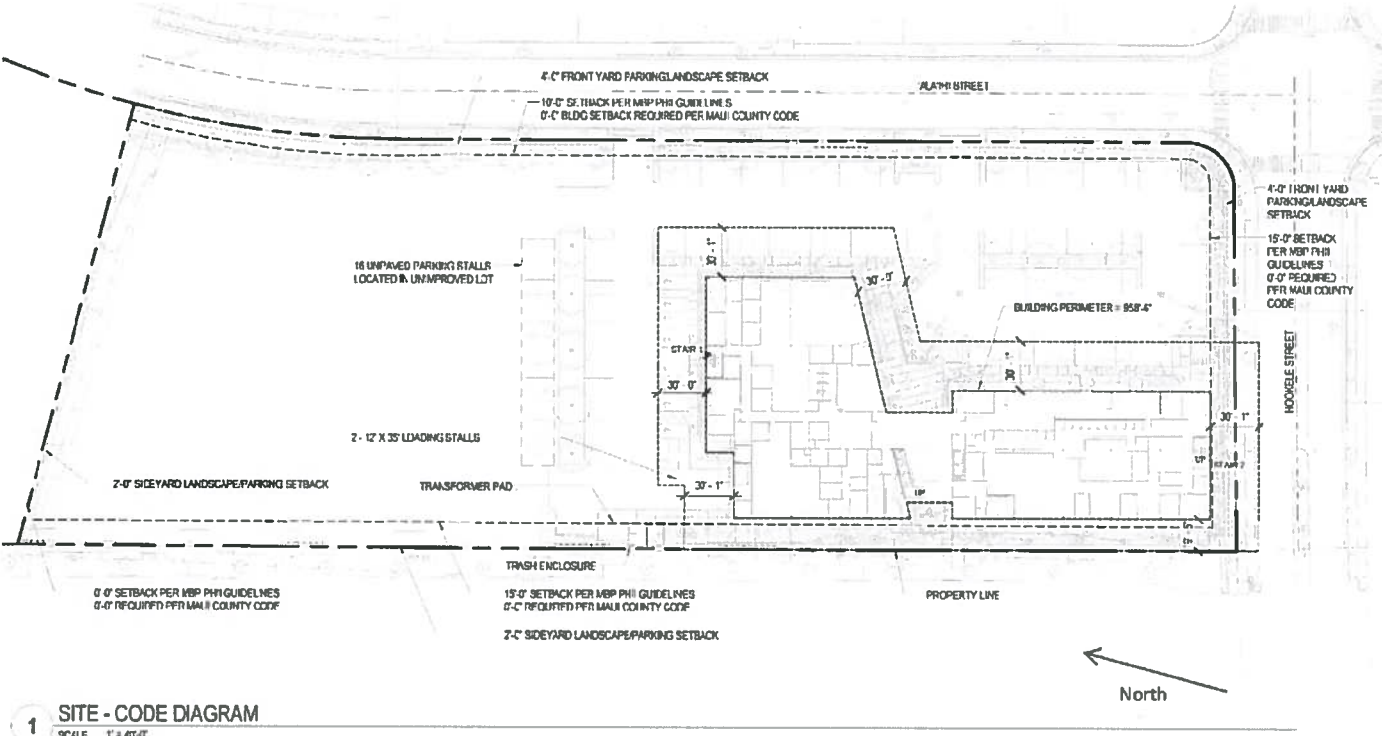 4'-0" FRONT YARD PARKING/LANDSCAPE SETBACK
10'-0" SETBACK PER MBP PHII GUIDELINES
0'-0" BLDG SETBACK REQUIRED PER MAUI COUNTY CODE
STREET
4'-0" FRONT YARD
PARKING/LANDSCAPE
SETBACK
15'-0" SETBACK
PER MBP PHII
GUIDELINES
0'-0" REQUIRED
PER MAUI COUNTY
CODE
HOOKELE STREET
16 UNPAVED PARKING STALLS
LOCATED IN UNIMPROVED LOT
30' - 1"
30' - 0"
BUILDING PERIMETER = 958'-6"
STAIR 1
30' - 0"
30' - 1"
30' - 1"
2 - 12' X 35' LOADING STALLS
UP
STAIR 2
2'-0" SIDEYARD LANDSCAPE/PARKING SETBACK
TRANSFORMER PAD
30' - 1"
UP
TRASH ENCLOSURE
0'-0" SETBACK PER MBP PHII GUIDELINES
0'-0" REQUIRED PER MAUI COUNTY CODE
15'-0" SETBACK PER MBP PHII GUIDELINES
0'-0" REQUIRED PER MAUI COUNTY CODE
2'-0" SIDEYARD LANDSCAPE/PARKING SETBACK
PROPERTY LINE
North
1 SITE - CODE DIAGRAM
SCALE